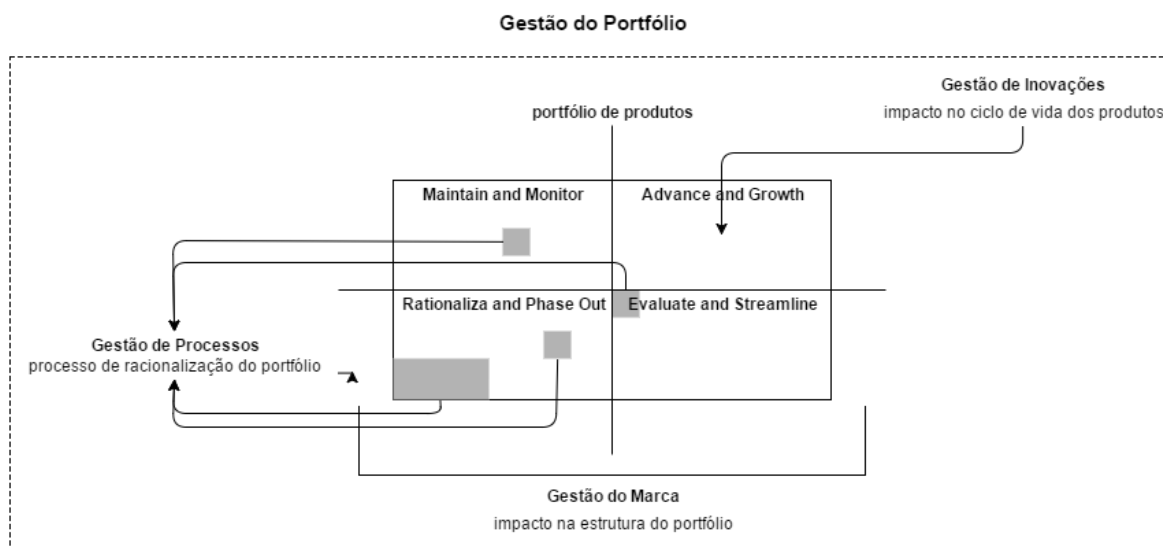 Gestão do Portfólio
Gestão de Inovações
impacto no ciclo de vida dos produtos
portfólio de produtos
Maintain and Monitor
Advance and Growth
Rationaliza and Phase Out
Evaluate and Streamline
Gestão de Processos
processo de racionalização do portfólio
Gestão do Marca
impacto na estrutura do portfólio